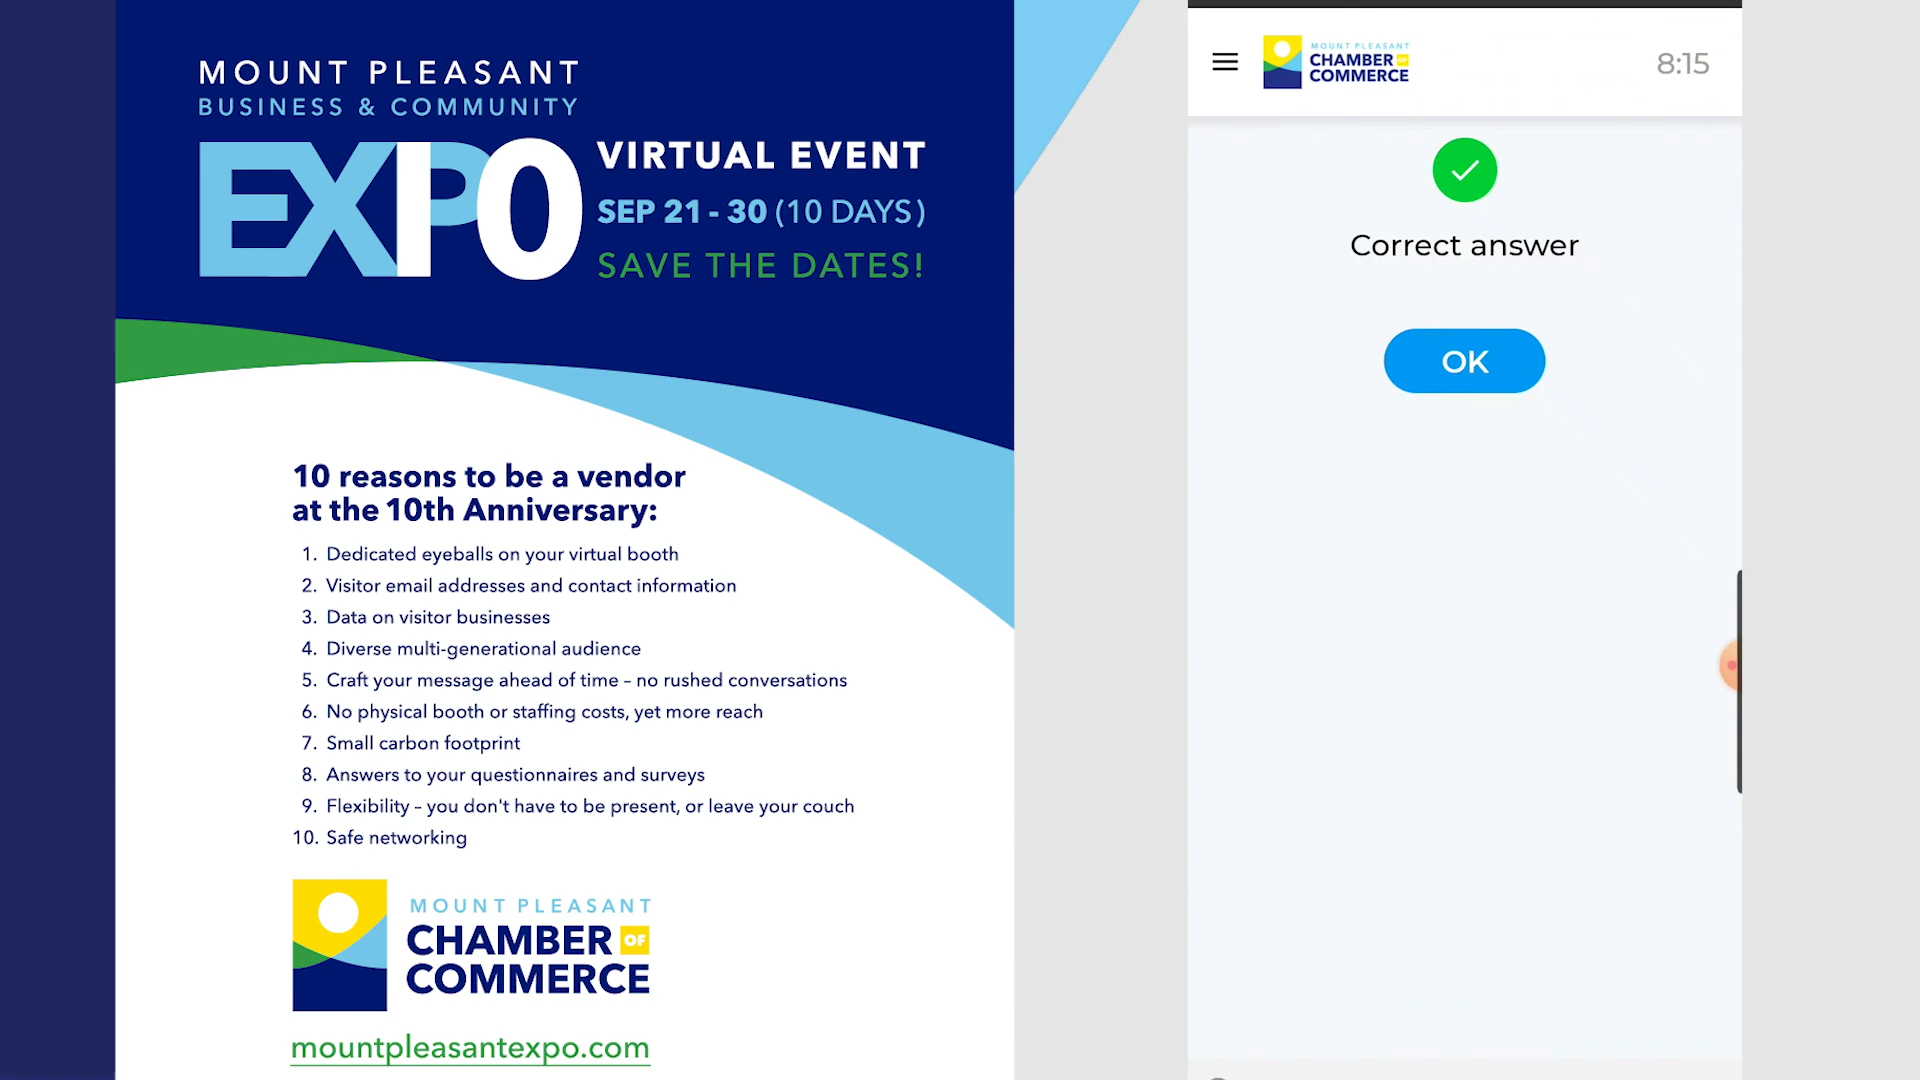 MOUNT PLEASANT
BUSINESS & COMMUNITY
EXPO
VIRTUAL EVENT
SEP 21 - 30 (10 DAYS)
SAVE THE DATES!
10 reasons to be a vendor
at the 10th Anniversary:
1. Dedicated eyeballs on your virtual booth
2. Visitor email addresses and contact information
3. Data on visitor businesses
4. Diverse multi-generational audience
5. Craft your message ahead of time – no rushed conversations
6. No physical booth or staffing costs, yet more reach
7. Small carbon footprint
8. Answers to your questionnaires and surveys
9. Flexibility – you don't have to be present, or leave your couch
10. Safe networking
MOUNT PLEASANT
CHAMBER OF
COMMERCE
mountpleasantexpo.com
MOUNT PLEASANT
CHAMBER OF
COMMERCE
8:15
Correct answer
OK